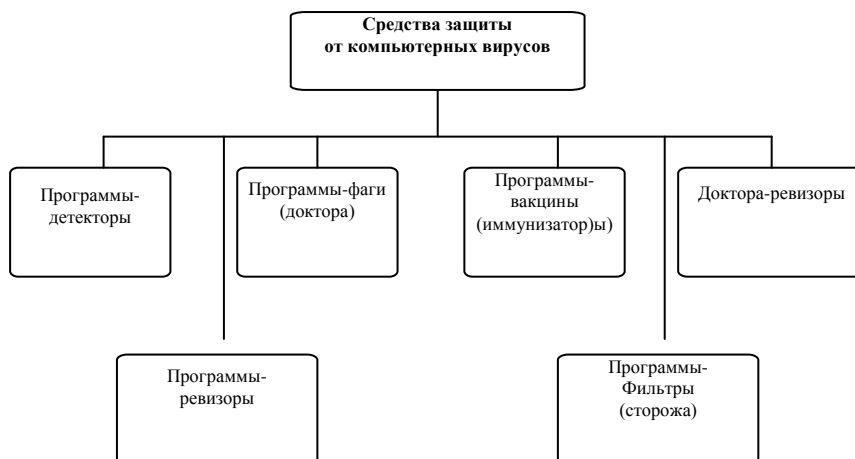 Средства защиты
от компьютерных вирусов
Программы-
детекторы
Программы-фаги
(доктора)
Программы-
вакцины
(иммунизатор)ы)
Доктора-ревизоры
Программы-
ревизоры
Программы-
Фильтры
(сторожа)